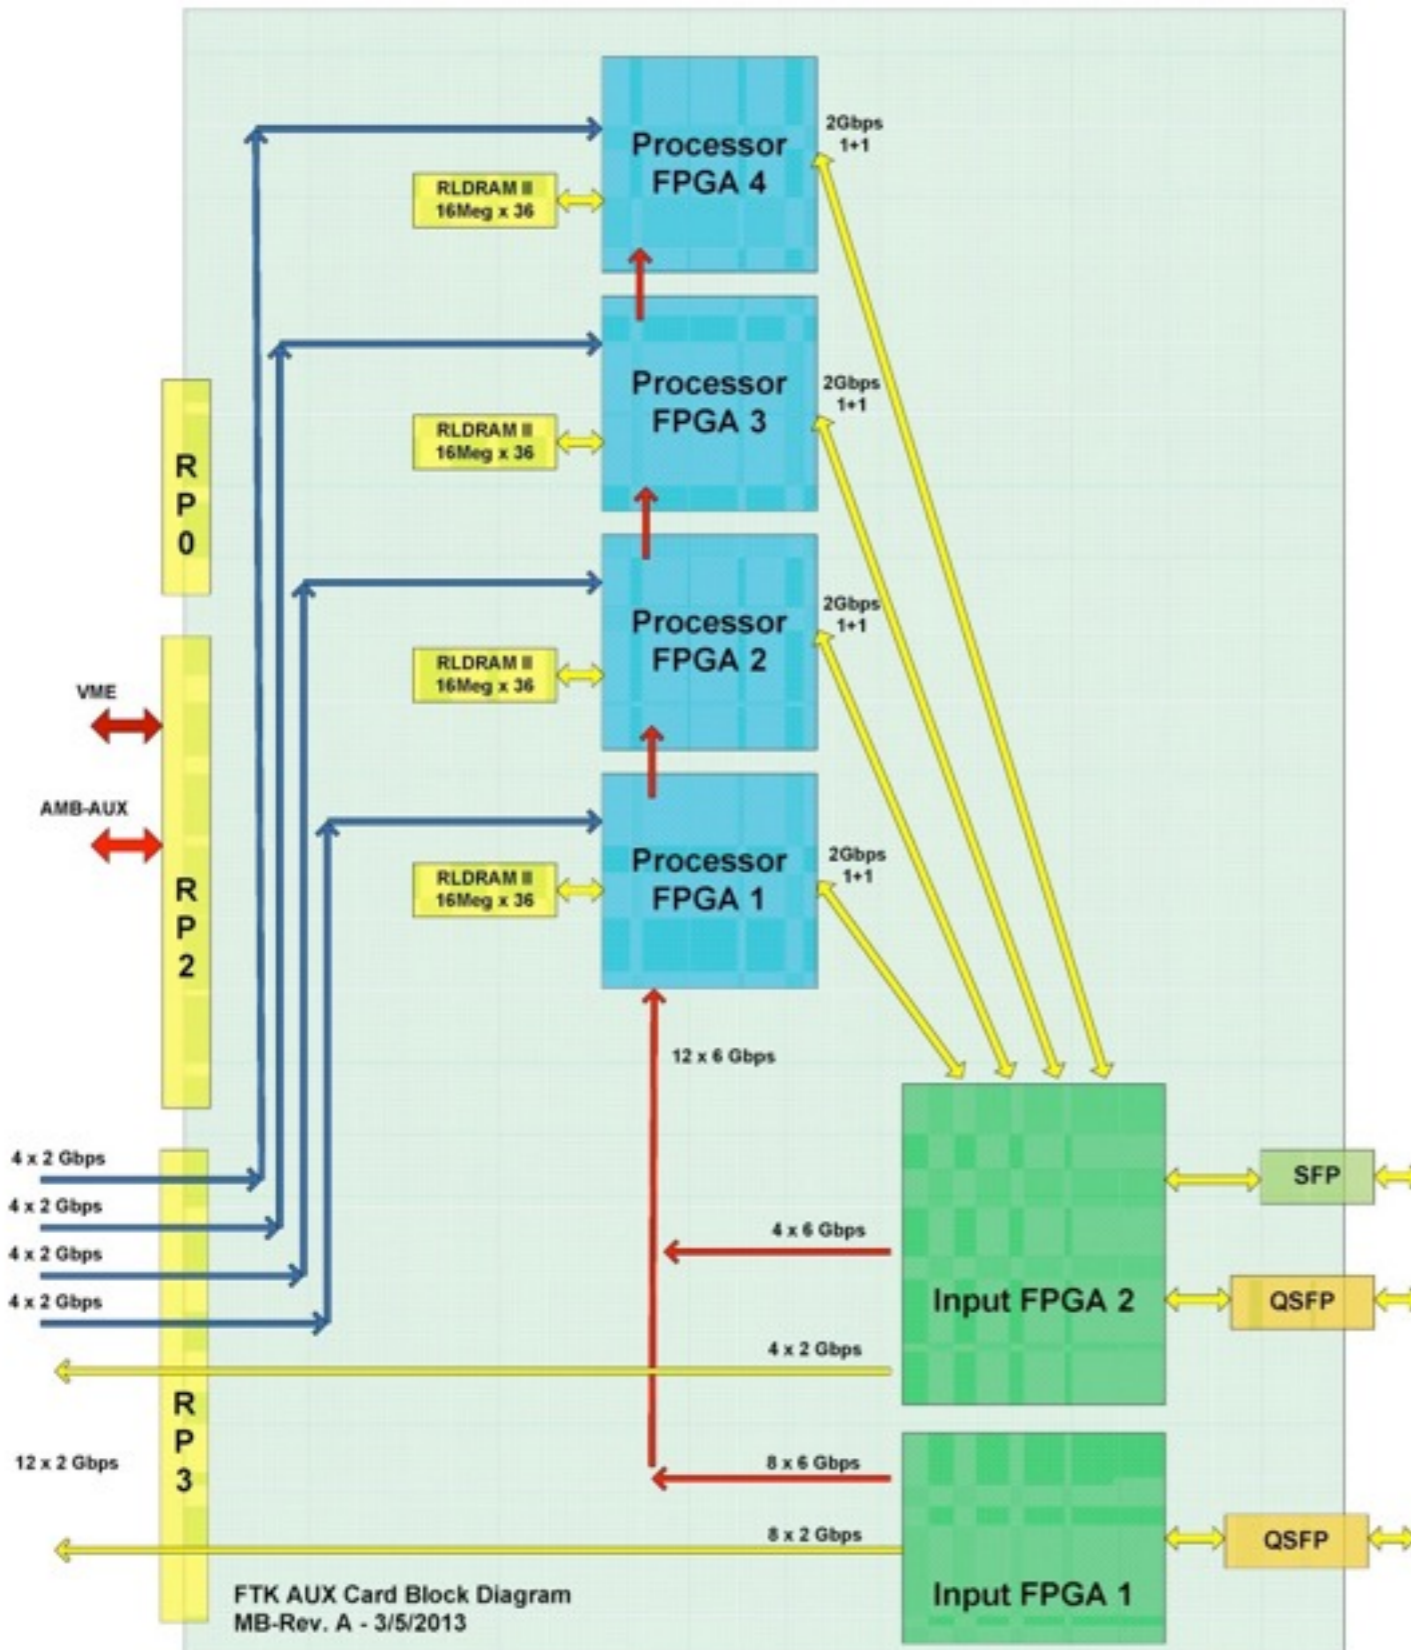 Processor
FPGA 4
2Gbps
1+1
RLDRAM II
16Meg x 36
Processor
FPGA 3
2Gbps
1+1
RLDRAM II
16Meg x 36
R
P
0
Processor
FPGA 2
2Gbps
1+1
RLDRAM II
16Meg x 36
VME
AMB-AUX
R
P
2
Processor
FPGA 1
2Gbps
1+1
RLDRAM II
16Meg x 36
12 x 6 Gbps
4 x 2 Gbps
4 x 2 Gbps
4 x 2 Gbps
4 x 2 Gbps
SFP
4 x 6 Gbps
Input FPGA 2
QSFP
4 x 2 Gbps
R
P
3
12 x 2 Gbps
8 x 6 Gbps
8 x 2 Gbps
QSFP
Input FPGA 1
FTK AUX Card Block Diagram
MB-Rev. A - 3/5/2013